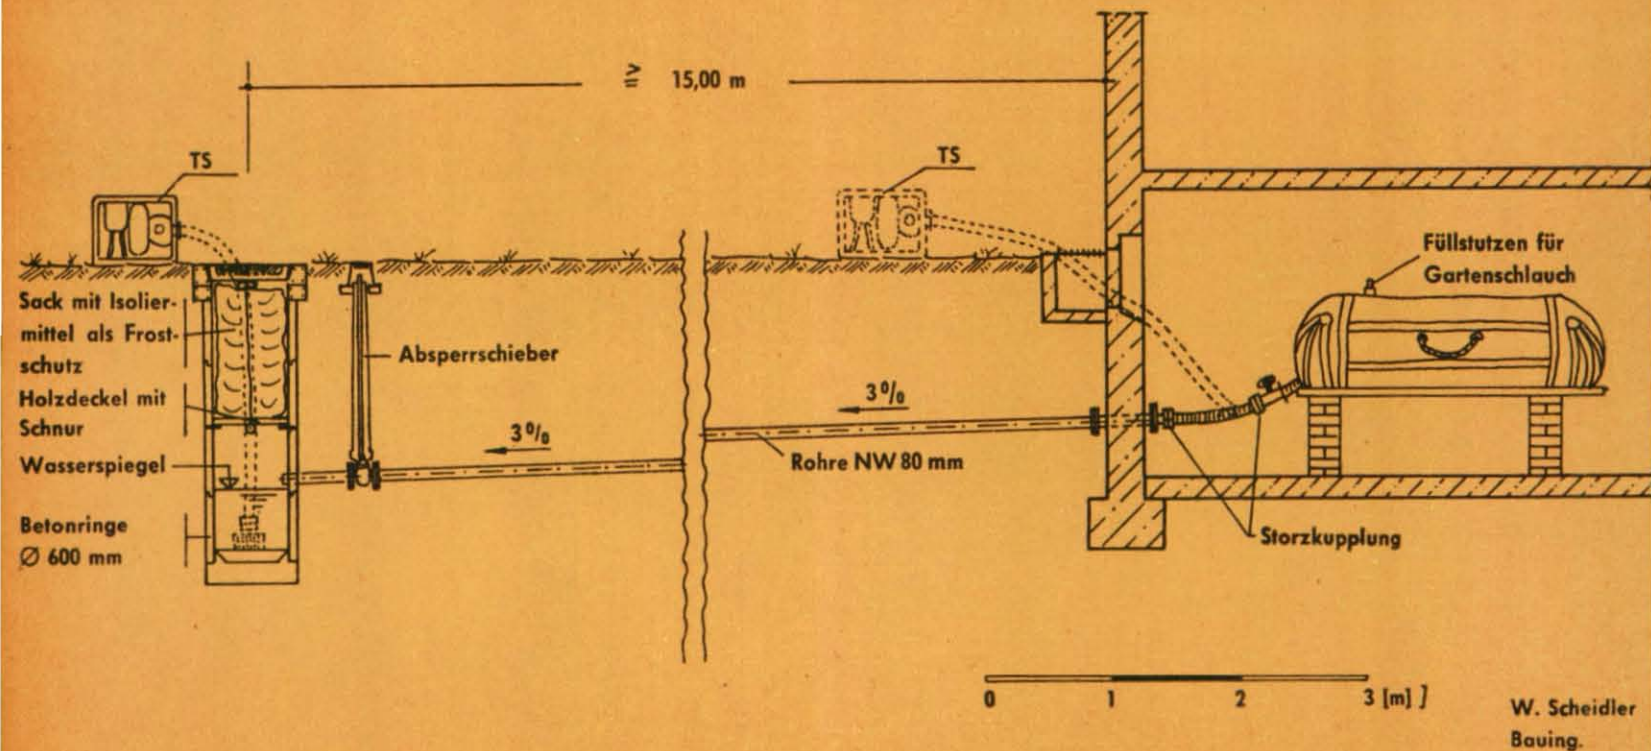 ≧ 15,00 m
TS
TS
Füllstutzen für
Gartenschlauch
Sack mit Isolier-
mittel als Frost-
schutz
Holzdeckel mit
Schnur
Wasserspiegel
Betonringe
Ø 600 mm
Absperrschieber
3%
3%
Rohre NW 80 mm
Storzkupplung
0 1 2 3 [m] ]
W. Scheidler
Bauing.